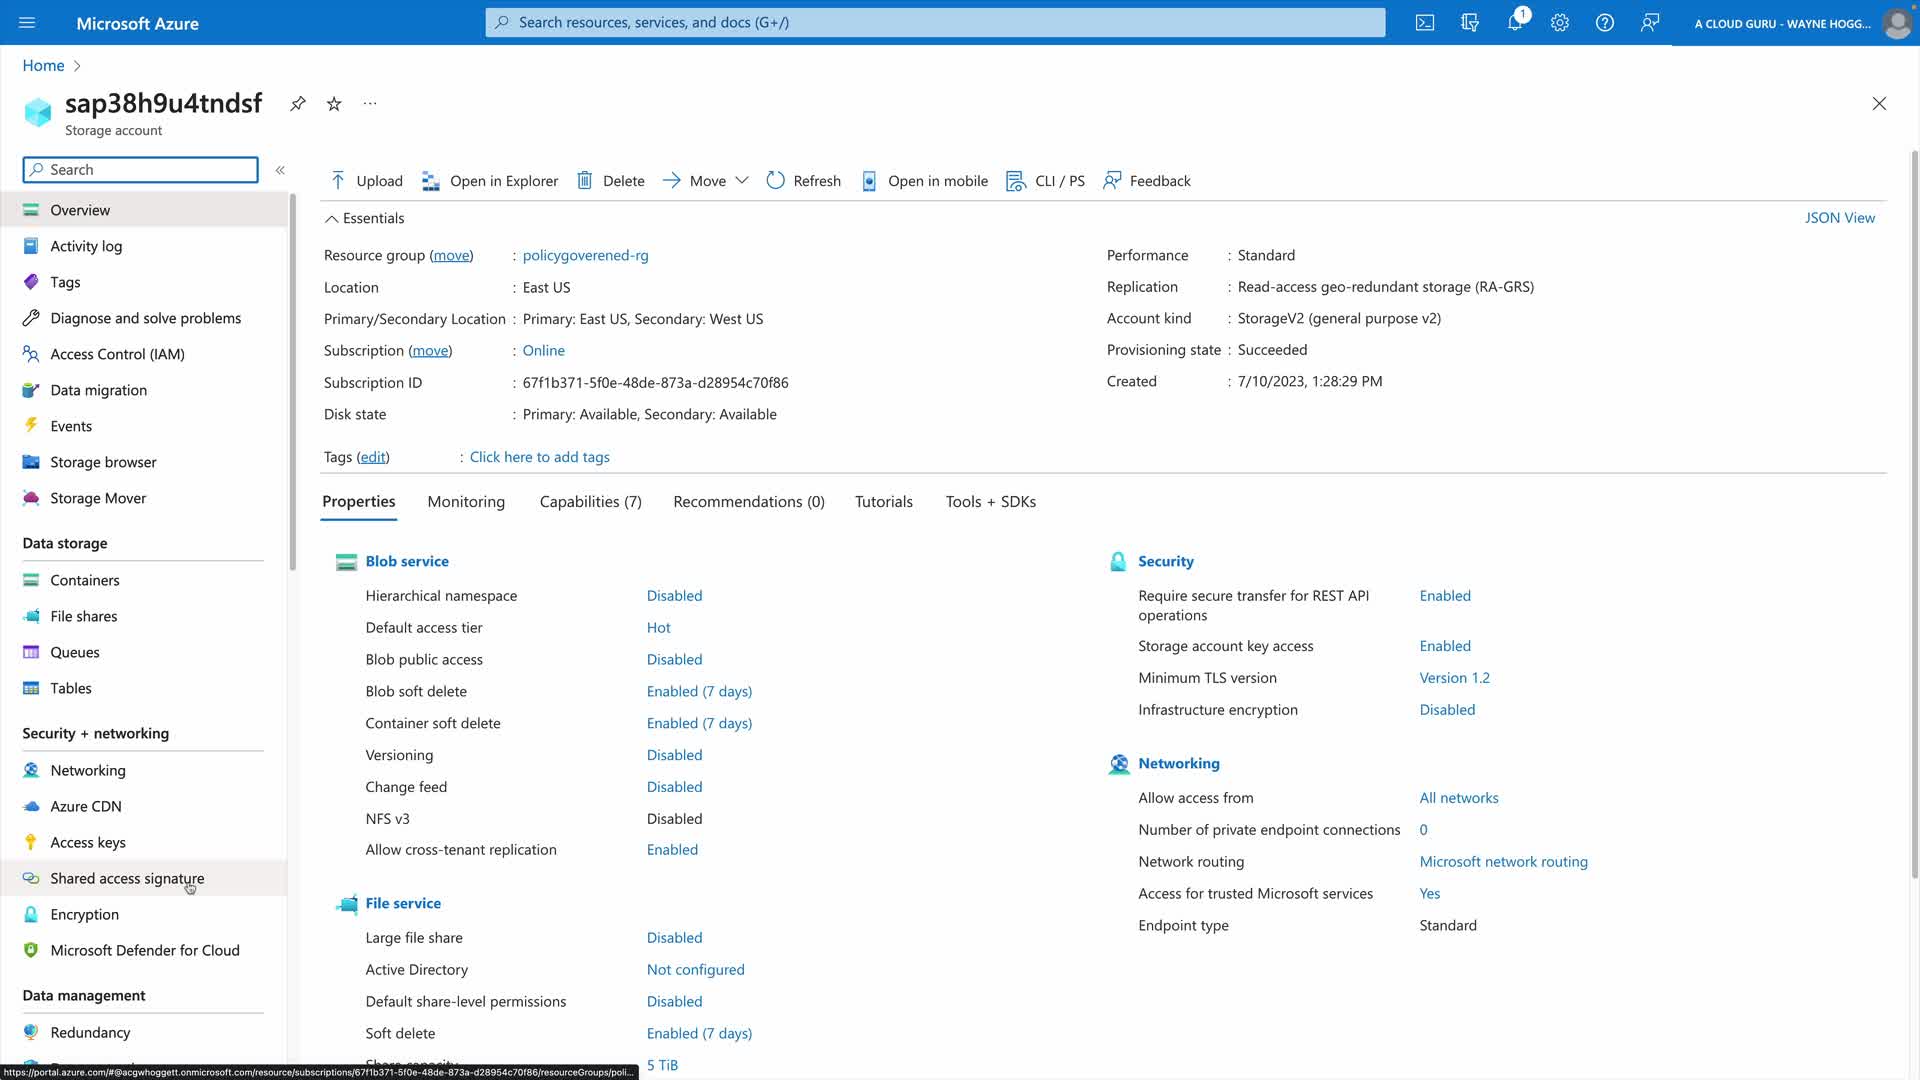 Microsoft Azure
Search resources, services, and docs (G+/)
1
A CLOUD GURU - WAYNE HOGG...
Home
sap38h9u4tndsf
Storage account
Search
Upload
Open in Explorer
Delete
Move
Refresh
Open in mobile
CLI / PS
Feedback
Overview
Activity log
Tags
Diagnose and solve problems
Access Control (IAM)
Data migration
Events
Storage browser
Storage Mover
Data storage
Containers
File shares
Queues
Tables
Security + networking
Networking
Azure CDN
Access keys
Shared access signature
Encryption
Microsoft Defender for Cloud
Data management
Redundancy
Essentials
JSON View
Resource group (move) : policygoverened-rg
Location : East US
Primary/Secondary Location : Primary: East US, Secondary: West US
Subscription (move) : Online
Subscription ID : 67f1b371-5f0e-48de-873a-d28954c70f86
Disk state : Primary: Available, Secondary: Available
Performance : Standard
Replication : Read-access geo-redundant storage (RA-GRS)
Account kind : StorageV2 (general purpose v2)
Provisioning state : Succeeded
Created : 7/10/2023, 1:28:29 PM
Tags (edit) : Click here to add tags
Properties
Monitoring
Capabilities (7)
Recommendations (0)
Tutorials
Tools + SDKs
Blob service
Hierarchical namespace Disabled
Default access tier Hot
Blob public access Disabled
Blob soft delete Enabled (7 days)
Container soft delete Enabled (7 days)
Versioning Disabled
Change feed Disabled
NFS v3 Disabled
Allow cross-tenant replication Enabled
File service
Large file share Disabled
Active Directory Not configured
Default share-level permissions Disabled
Soft delete Enabled (7 days)
Share capacity 5 TiB
Security
Require secure transfer for REST API Enabled
operations
Storage account key access Enabled
Minimum TLS version Version 1.2
Infrastructure encryption Disabled
Networking
Allow access from All networks
Number of private endpoint connections 0
Network routing Microsoft network routing
Access for trusted Microsoft services Yes
Endpoint type Standard
https://portal.azure.com/#@acgwhoggett.onmicrosoft.com/resource/subscriptions/67f1b371-5f0e-48de-873a-d28954c70f86/resourceGroups/poli...